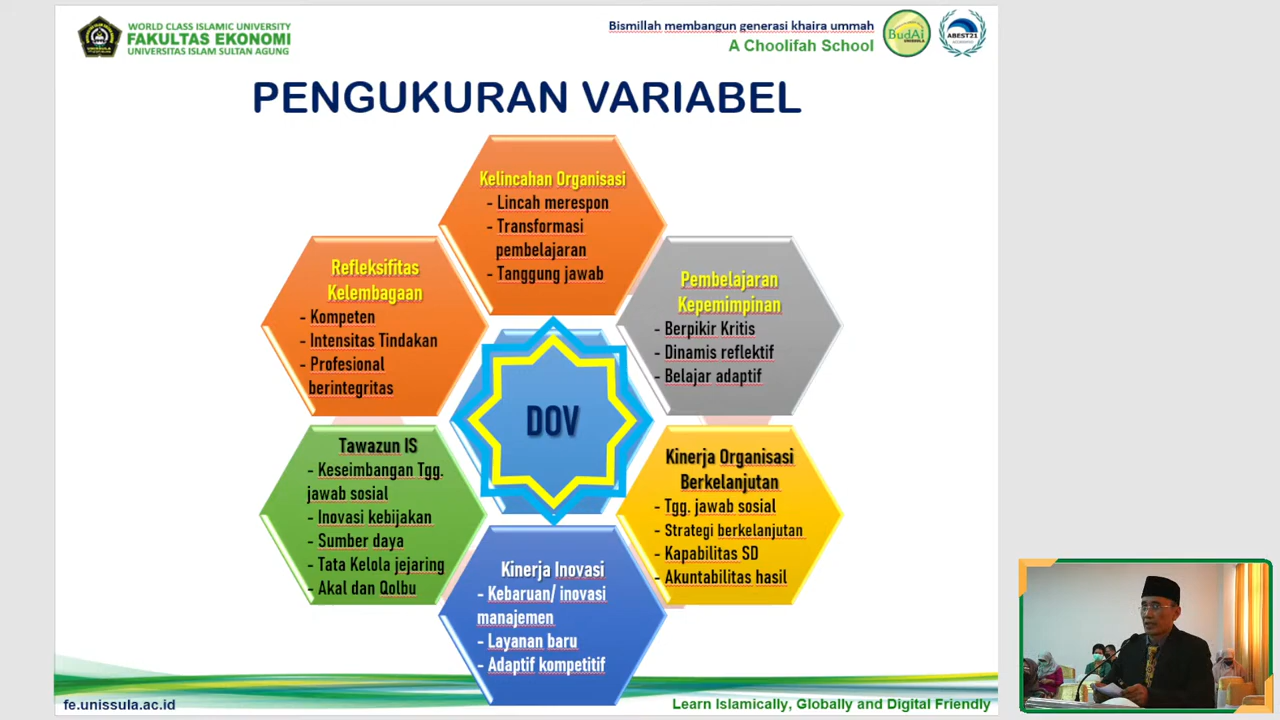 WORLD CLASS ISLAMIC UNIVERSITY
FAKULTAS EKONOMI
UNIVERSITAS ISLAM SULTAN AGUNG
Bismillah membangun generasi khaira ummah
A Choolifah School
BudAi
UNISSULA
ABEST21
PENGUKURAN VARIABEL
Kelincahan Organisasi
- Lincah merespon
- Transformasi
pembelajaran
- Tanggung jawab
Refleksifitas
Kelembagaan
- Kompeten
- Intensitas Tindakan
- Profesional
berintegritas
Pembelajaran
Kepemimpinan
- Berpikir Kritis
- Dinamis reflektif
- Belajar adaptif
DOV
Tawazun IS
- Keseimbangan Tgg.
jawab sosial
- Inovasi kebijakan
- Sumber daya
- Tata Kelola jejaring
- Akal dan Qolbu
Kinerja Organisasi
Berkelanjutan
- Tgg. jawab sosial
- Strategi berkelanjutan
- Kapabilitas SD
- Akuntabilitas hasil
Kinerja Inovasi
- Kebaruan/ inovasi
manajemen
- Layanan baru
- Adaptif kompetitif
fe.unissula.ac.id
Learn Islamically, Globally and Digital Friendly